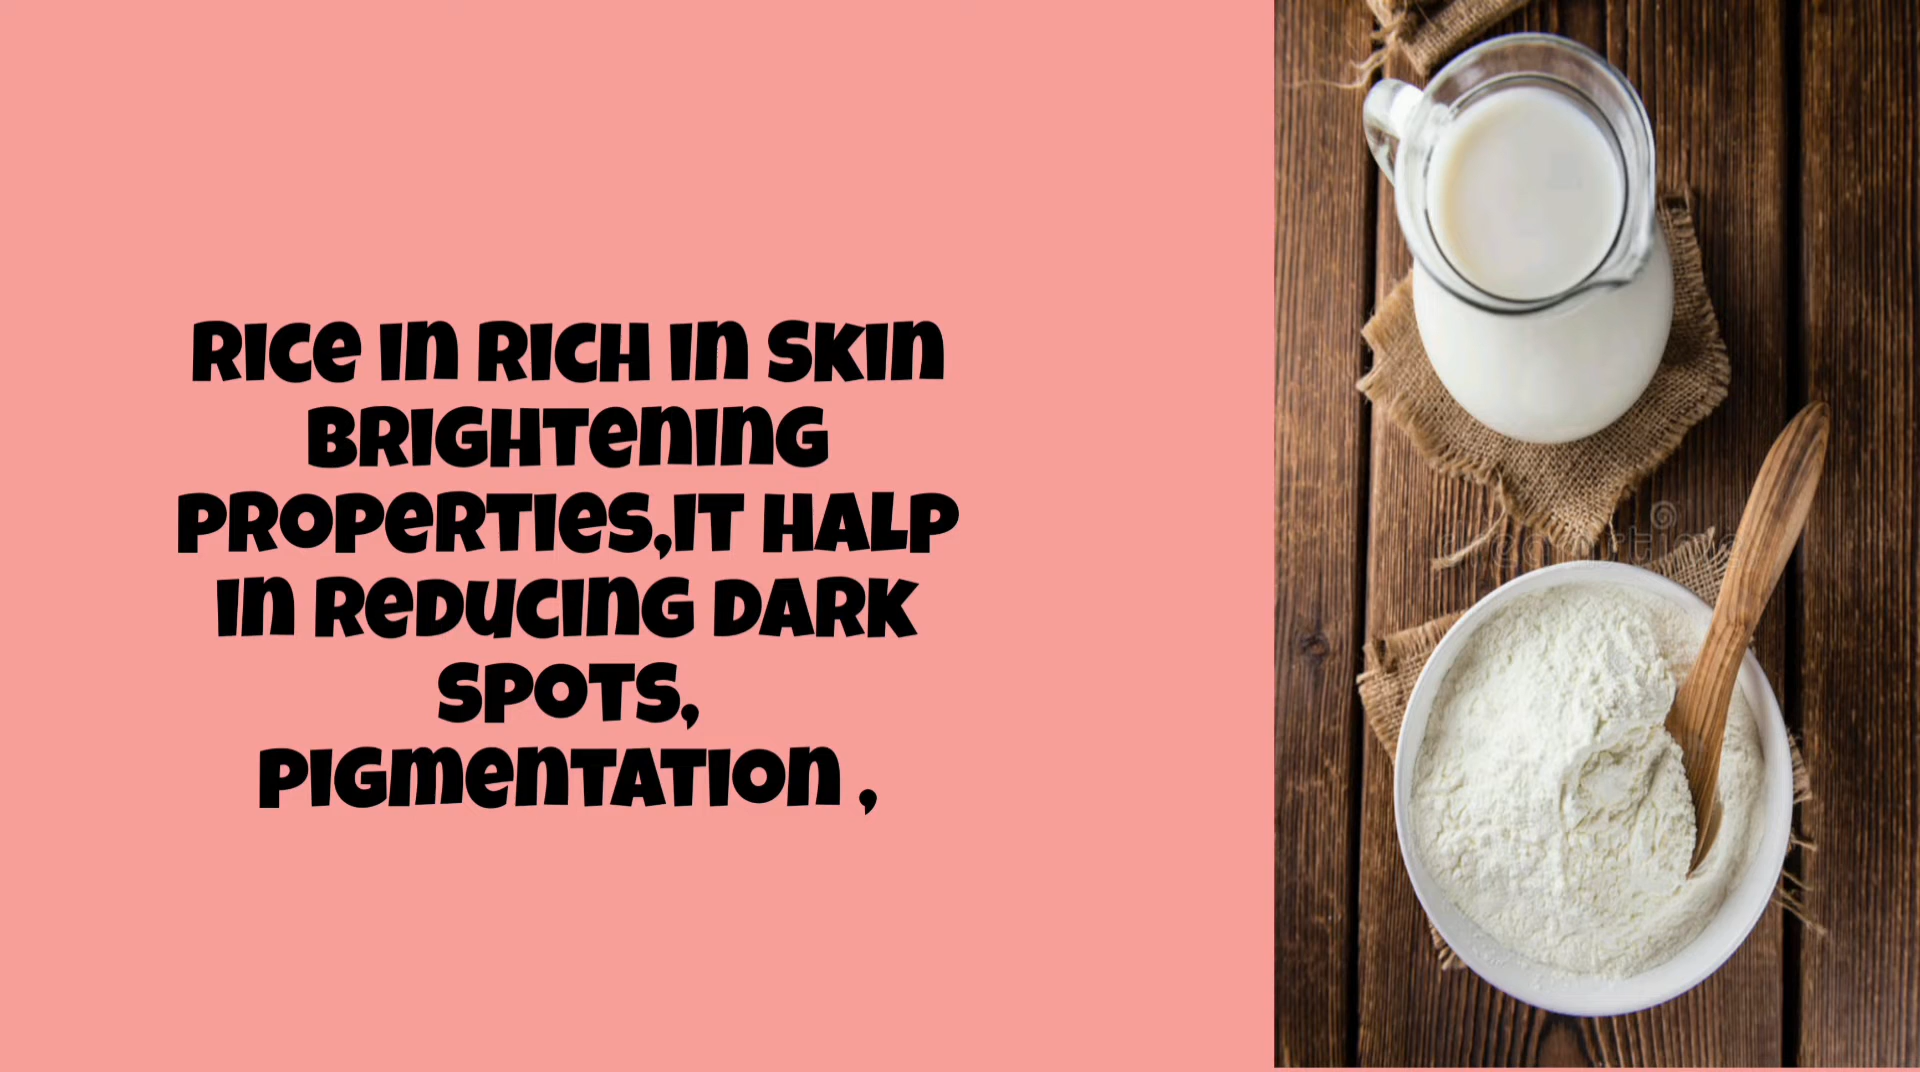 RICE IN RICH IN SKIN
BRIGHTENING
PROPERTIES,IT HALP
IN REDUCING DARK
SPOTS,
PIGMENTATION ,